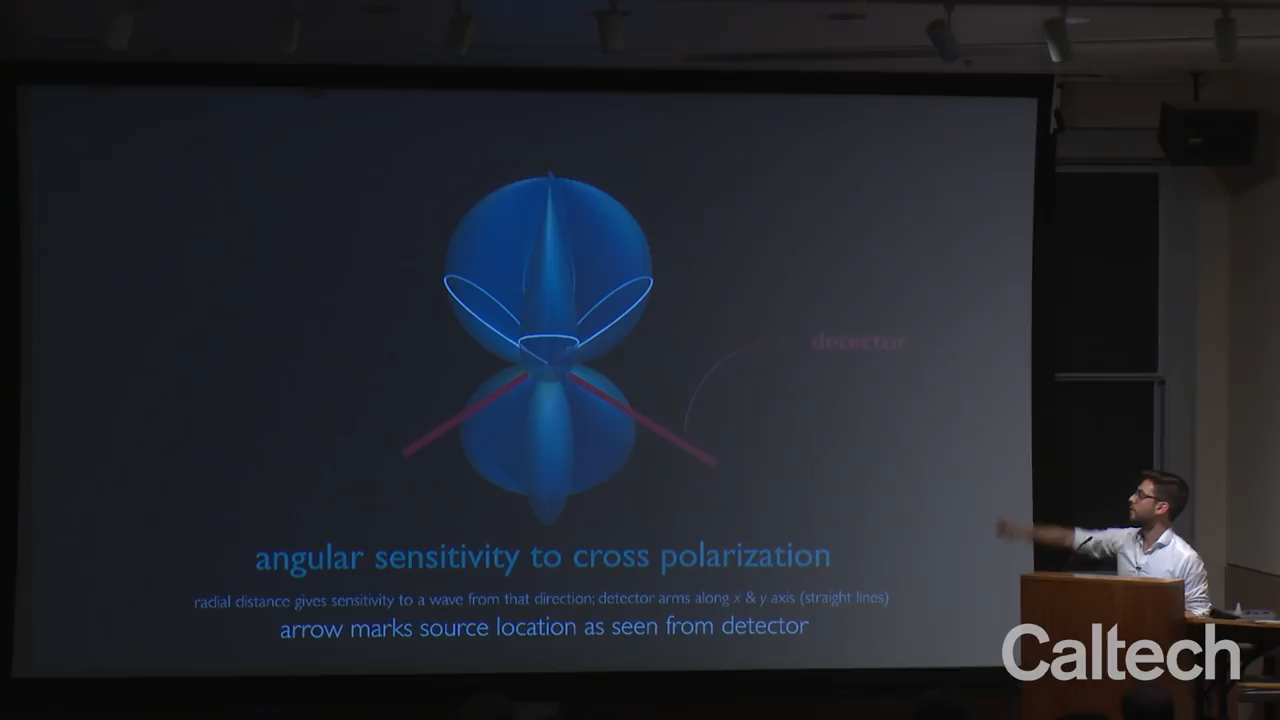 detector
angular sensitivity to cross polarization
radial distance gives sensitivity to a wave from that direction; detector arms along x & y axis (straight lines)
arrow marks source location as seen from detector
Caltech